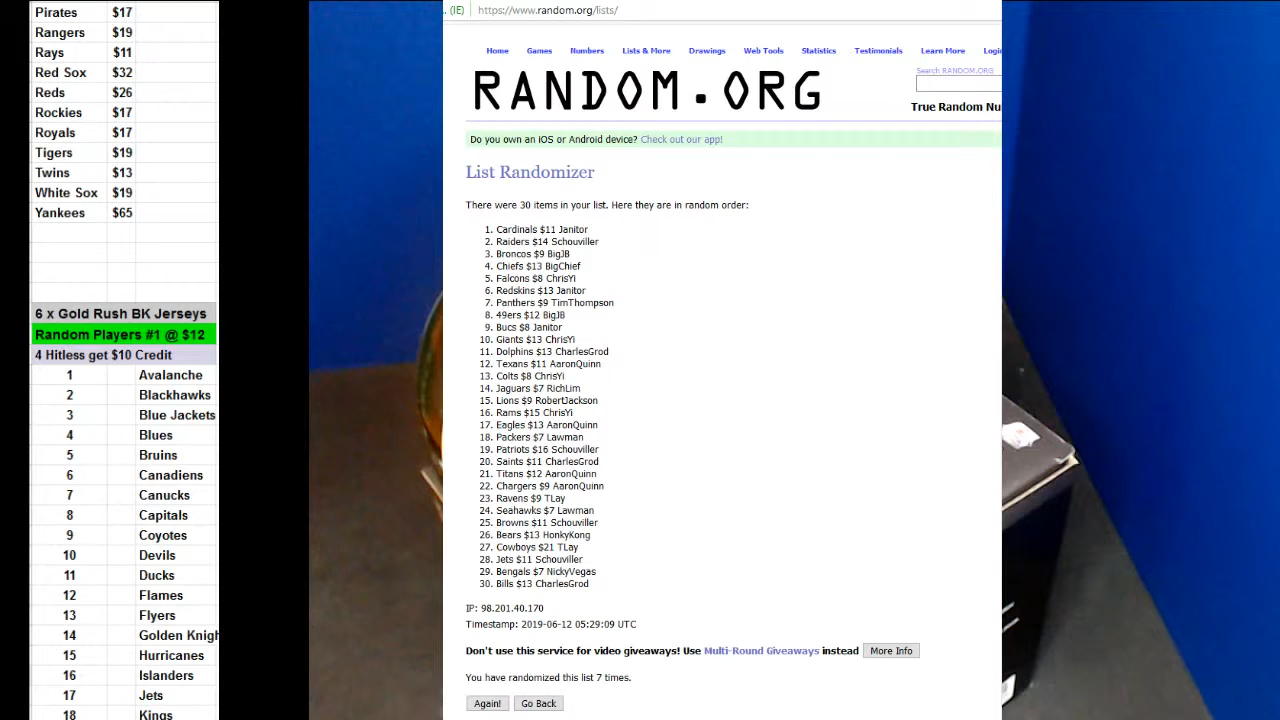 Pirates $17
Rangers $19
Rays $11
Red Sox $32
Reds $26
Rockies $17
Royals $17
Tigers $19
Twins $13
White Sox $19
Yankees $65
6 x Gold Rush BK Jerseys
Random Players #1 @ $12
4 Hitless get $10 Credit
1 Avalanche
2 Blackhawks
3 Blue Jackets
4 Blues
5 Bruins
6 Canadiens
7 Canucks
8 Capitals
9 Coyotes
10 Devils
11 Ducks
12 Flames
13 Flyers
14 Golden Knigh
15 Hurricanes
16 Islanders
17 Jets
18 Kings
. (IE) https://www.random.org/lists/
Home Games Numbers Lists & More Drawings Web Tools Statistics Testimonials Learn More Login
Search RANDOM.ORG
RANDOM.ORG
True Random Nu
Do you own an iOS or Android device? Check out our app!
List Randomizer
There were 30 items in your list. Here they are in random order:
1. Cardinals $11 Janitor
2. Raiders $14 Schouviller
3. Broncos $9 BigJB
4. Chiefs $13 BigChief
5. Falcons $8 ChrisYi
6. Redskins $13 Janitor
7. Panthers $9 TimThompson
8. 49ers $12 BigJB
9. Bucs $8 Janitor
10. Giants $13 ChrisYi
11. Dolphins $13 CharlesGrod
12. Texans $11 AaronQuinn
13. Colts $8 ChrisYi
14. Jaguars $7 RichLim
15. Lions $9 RobertJackson
16. Rams $15 ChrisYi
17. Eagles $13 AaronQuinn
18. Packers $7 Lawman
19. Patriots $16 Schouviller
20. Saints $11 CharlesGrod
21. Titans $12 AaronQuinn
22. Chargers $9 AaronQuinn
23. Ravens $9 TLay
24. Seahawks $7 Lawman
25. Browns $11 Schouviller
26. Bears $13 HonkyKong
27. Cowboys $21 TLay
28. Jets $11 Schouviller
29. Bengals $7 NickyVegas
30. Bills $13 CharlesGrod
IP: 98.201.40.170
Timestamp: 2019-06-12 05:29:09 UTC
Don't use this service for video giveaways! Use Multi-Round Giveaways instead More Info
You have randomized this list 7 times.
Again! Go Back